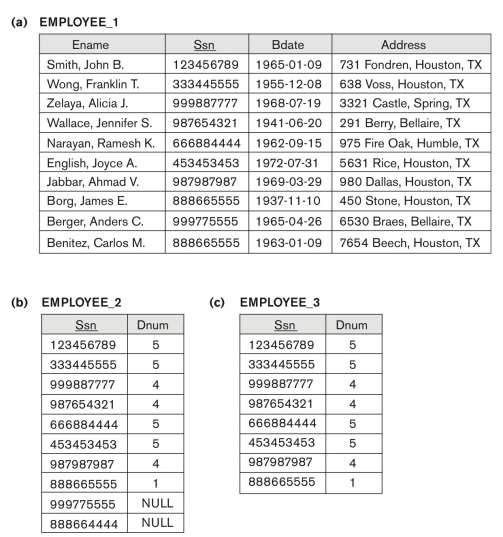 (a) EMPLOYEE_1
Ename Ssn Bdate Address
Smith, John B. 123456789 1965-01-09 731 Fondren, Houston, TX
Wong, Franklin T. 333445555 1955-12-08 638 Voss, Houston, TX
Zelaya, Alicia J. 999887777 1968-07-19 3321 Castle, Spring, TX
Wallace, Jennifer S. 987654321 1941-06-20 291 Berry, Bellaire, TX
Narayan, Ramesh K. 666884444 1962-09-15 975 Fire Oak, Humble, TX
English, Joyce A. 453453453 1972-07-31 5631 Rice, Houston, TX
Jabbar, Ahmad V. 987987987 1969-03-29 980 Dallas, Houston, TX
Borg, James E. 888665555 1937-11-10 450 Stone, Houston, TX
Berger, Anders C. 999775555 1965-04-26 6530 Braes, Bellaire, TX
Benitez, Carlos M. 888665555 1963-01-09 7654 Beech, Houston, TX
(b) EMPLOYEE_2
Ssn Dnum
123456789 5
333445555 5
999887777 4
987654321 4
666884444 5
453453453 5
987987987 4
888665555 1
999775555 NULL
888664444 NULL
(c) EMPLOYEE_3
Ssn Dnum
123456789 5
333445555 5
999887777 4
987654321 4
666884444 5
453453453 5
987987987 4
888665555 1